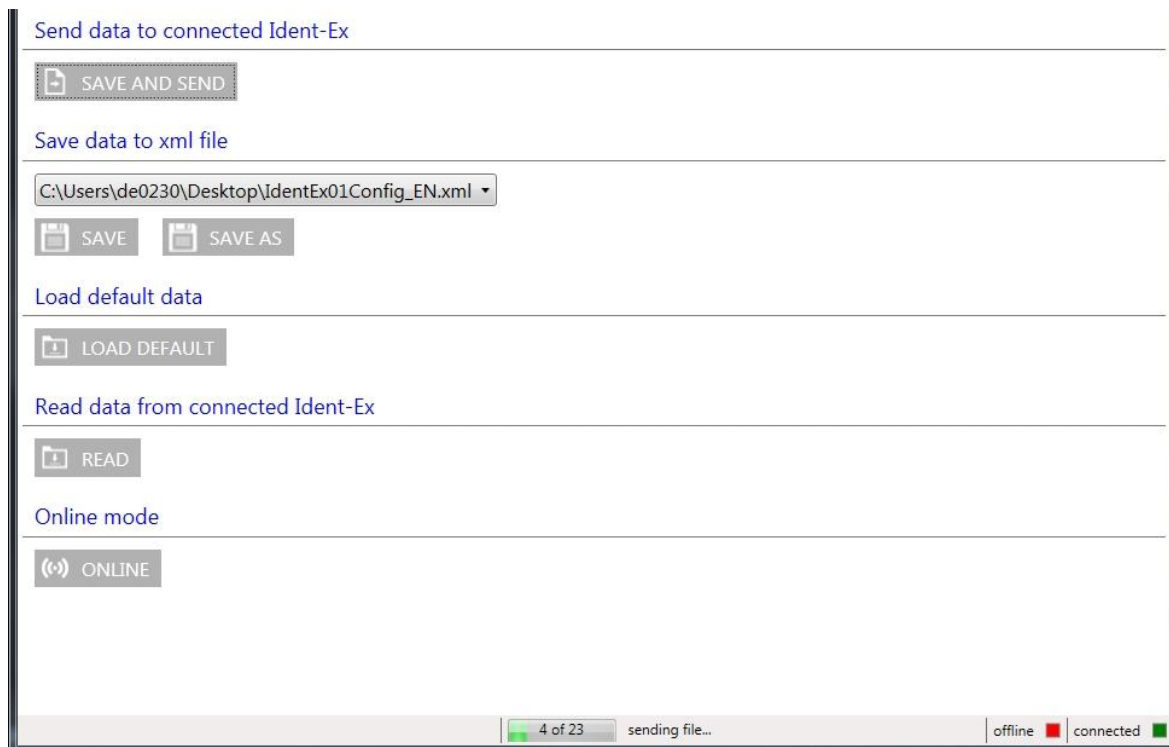 Send data to connected Ident-Ex
SAVE AND SEND
Save data to xml file
C:\Users\de0230\Desktop\IdentEx01Config_EN.xml
SAVE SAVE AS
Load default data
LOAD DEFAULT
Read data from connected Ident-Ex
READ
Online mode
ONLINE
4 of 23 sending file... offline connected